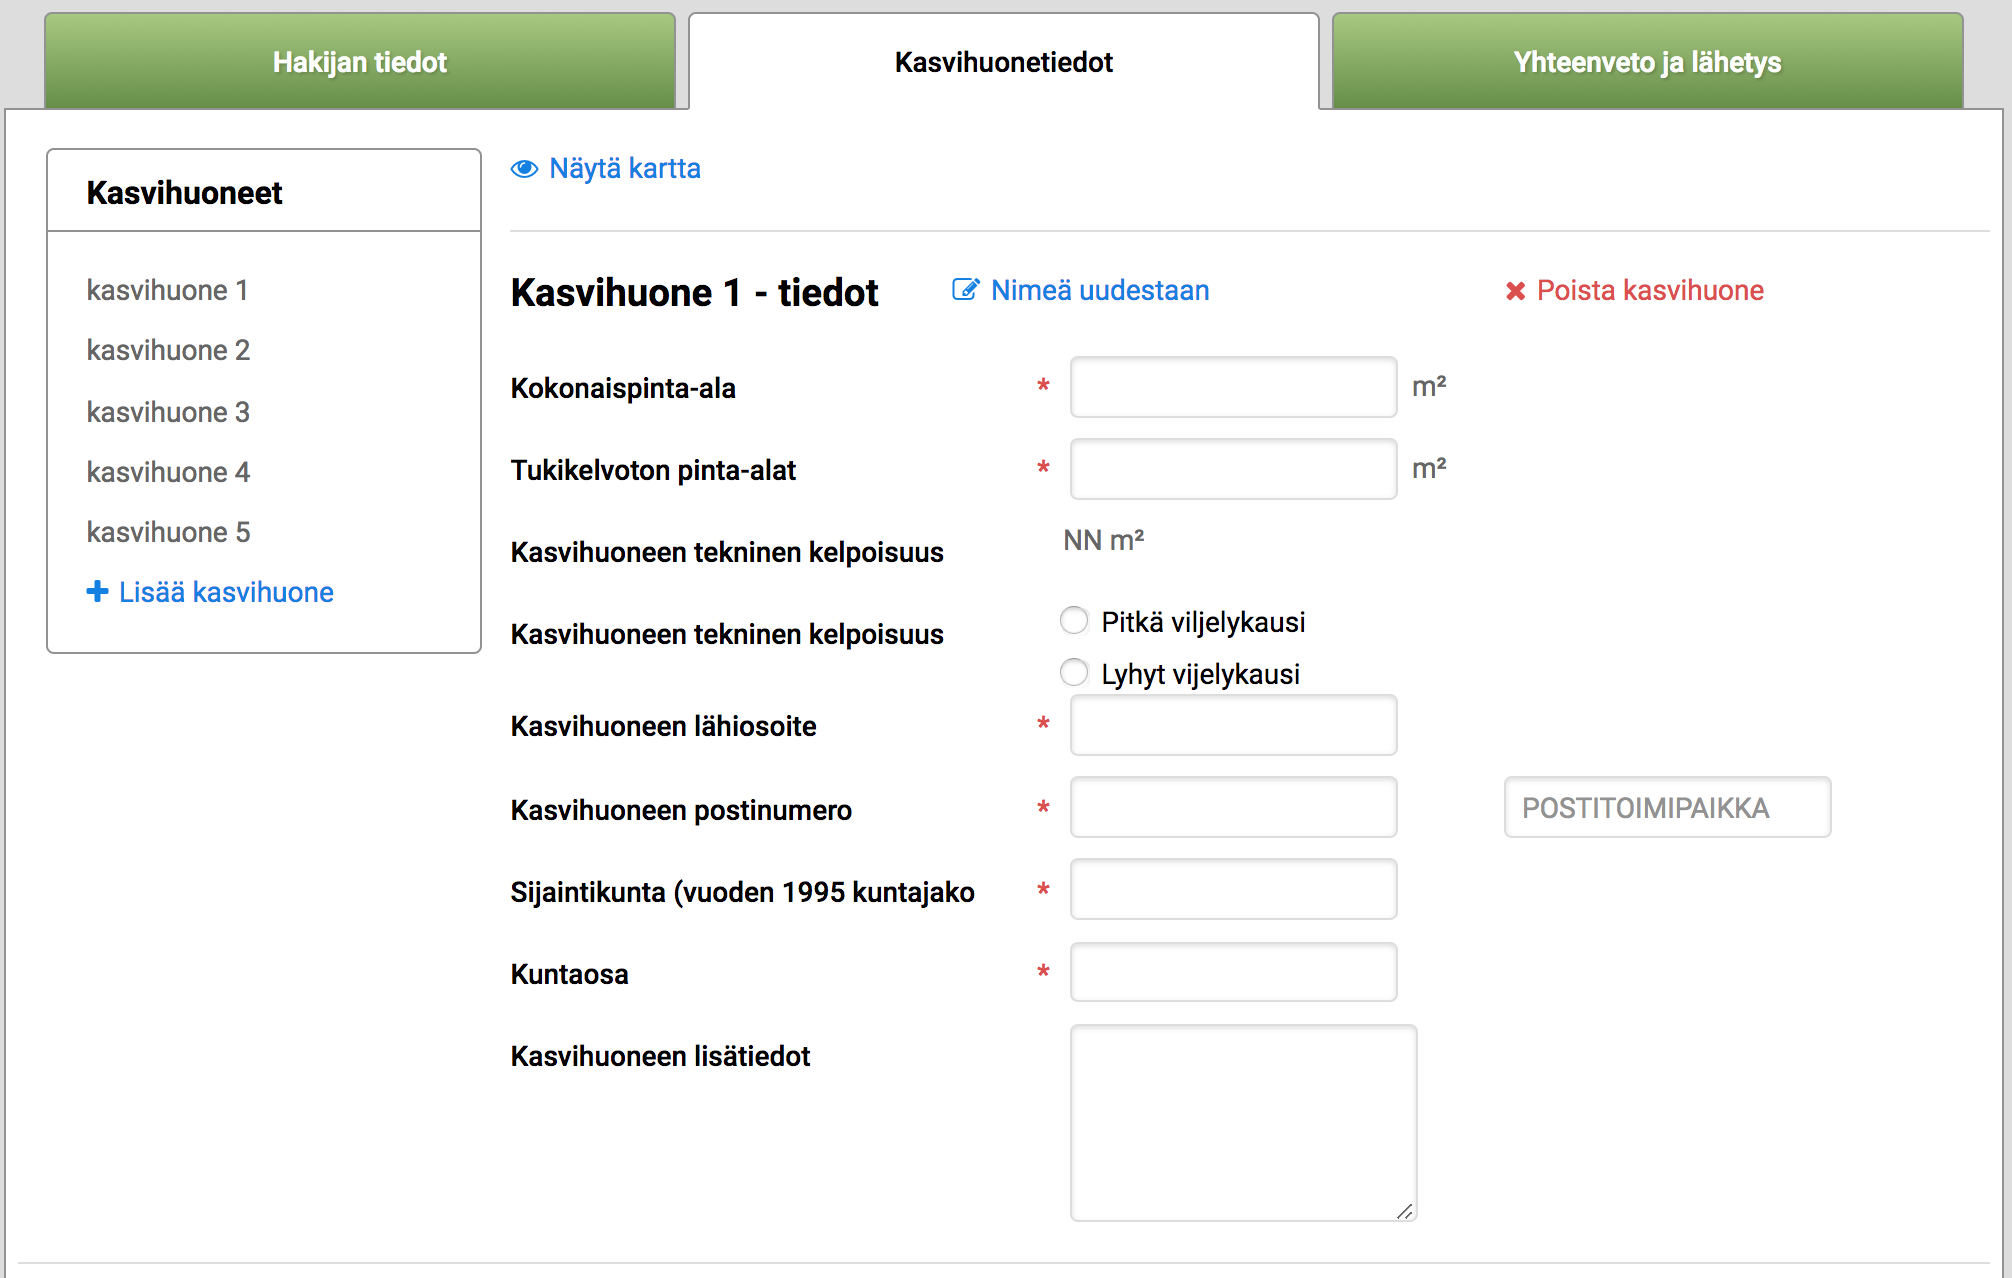 Hakijan tiedot
Kasvihuonetiedot
Yhteenveto ja lähetys
Kasvihuoneet
kasvihuone 1
kasvihuone 2
kasvihuone 3
kasvihuone 4
kasvihuone 5
Lisää kasvihuone
Näytä kartta
Kasvihuone 1 - tiedot
Nimeä uudestaan
Poista kasvihuone
Kokonaispinta-ala * m²
Tukikelvoton pinta-alat * m²
Kasvihuoneen tekninen kelpoisuus NN m²
Kasvihuoneen tekninen kelpoisuus
Pitkä viljelykausi
Lyhyt vijelykausi
Kasvihuoneen lähiosoite *
Kasvihuoneen postinumero * POSTITOIMIPAIKKA
Sijaintikunta (vuoden 1995 kuntajako *
Kuntaosa *
Kasvihuoneen lisätiedot